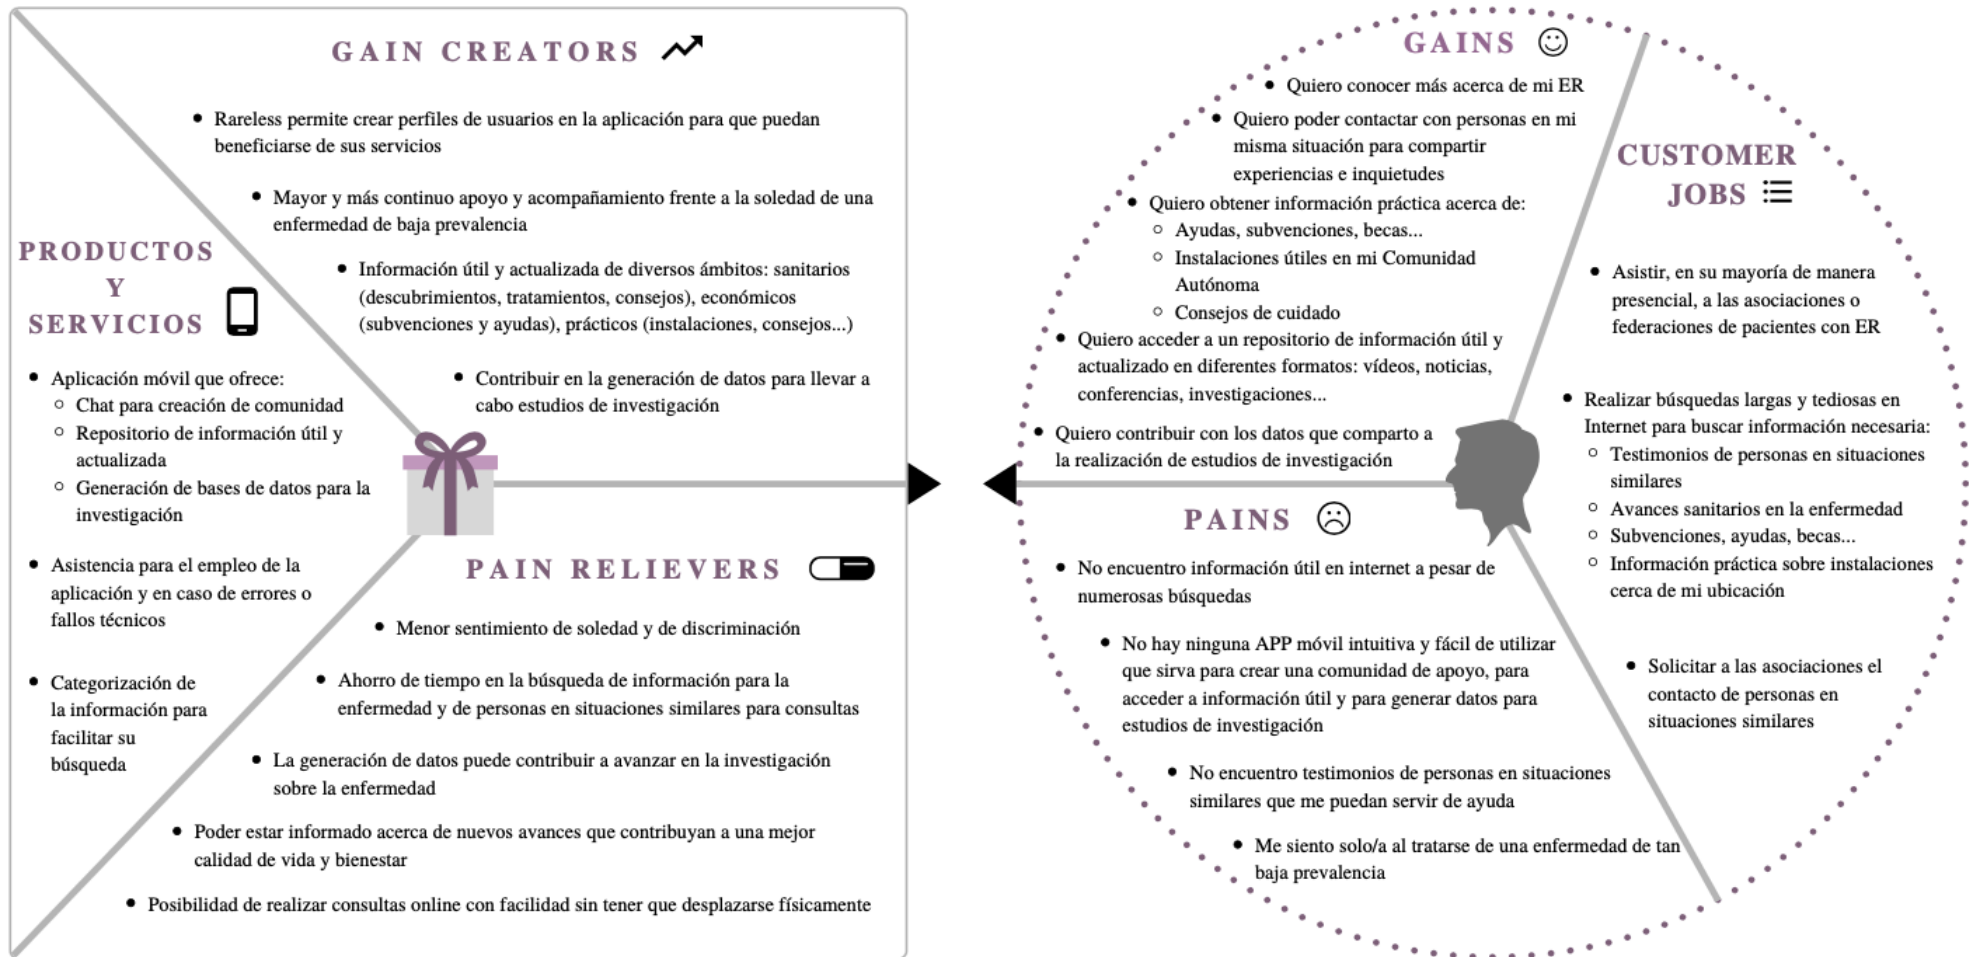 GAIN CREATORS
• Rareless permite crear perfiles de usuarios en la aplicación para que puedan
beneficiarse de sus servicios
• Mayor y más continuo apoyo y acompañamiento frente a la soledad de una
enfermedad de baja prevalencia
• Información útil y actualizada de diversos ámbitos: sanitarios
(descubrimientos, tratamientos, consejos), económicos
(subvenciones y ayudas), prácticos (instalaciones, consejos...)
• Contribuir en la generación de datos para llevar a
cabo estudios de investigación
PRODUCTOS
Y
SERVICIOS
• Aplicación móvil que ofrece:
○ Chat para creación de comunidad
○ Repositorio de información útil y
actualizada
○ Generación de bases de datos para la
investigación
• Asistencia para el empleo de la
aplicación y en caso de errores o
fallos técnicos
• Categorización de
la información para
facilitar su
búsqueda
PAIN RELIEVERS
• Menor sentimiento de soledad y de discriminación
• Ahorro de tiempo en la búsqueda de información para la
enfermedad y de personas en situaciones similares para consultas
• La generación de datos puede contribuir a avanzar en la investigación
sobre la enfermedad
• Poder estar informado acerca de nuevos avances que contribuyan a una mejor
calidad de vida y bienestar
• Posibilidad de realizar consultas online con facilidad sin tener que desplazarse físicamente
GAINS
• Quiero conocer más acerca de mi ER
• Quiero poder contactar con personas en mi
misma situación para compartir
experiencias e inquietudes
• Quiero obtener información práctica acerca de:
○ Ayudas, subvenciones, becas...
○ Instalaciones útiles en mi Comunidad
Autónoma
○ Consejos de cuidado
• Quiero acceder a un repositorio de información útil y
actualizado en diferentes formatos: vídeos, noticias,
conferencias, investigaciones...
• Quiero contribuir con los datos que comparto a
la realización de estudios de investigación
PAINS
• No encuentro información útil en internet a pesar de
numerosas búsquedas
• No hay ninguna APP móvil intuitiva y fácil de utilizar
que sirva para crear una comunidad de apoyo, para
acceder a información útil y para generar datos para
estudios de investigación
• No encuentro testimonios de personas en situaciones
similares que me puedan servir de ayuda
• Me siento solo/a al tratarse de una enfermedad de tan
baja prevalencia
CUSTOMER
JOBS
• Asistir, en su mayoría de manera
presencial, a las asociaciones o
federaciones de pacientes con ER
• Realizar búsquedas largas y tediosas en
Internet para buscar información necesaria:
○ Testimonios de personas en situaciones
similares
○ Avances sanitarios en la enfermedad
○ Subvenciones, ayudas, becas...
○ Información práctica sobre instalaciones
cerca de mi ubicación
• Solicitar a las asociaciones el
contacto de personas en
situaciones similares